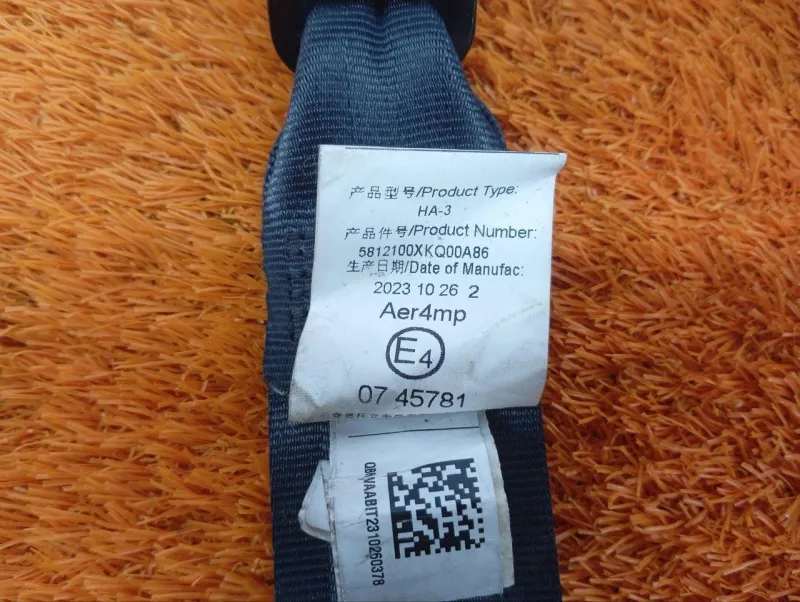 产品型号/Product Type:
HA-3
产品件号/Product Number:
5812100XKQ00A86
生产日期/Date of Manufac:
2023 10 26 2
Aer4mp
E4
07 45781